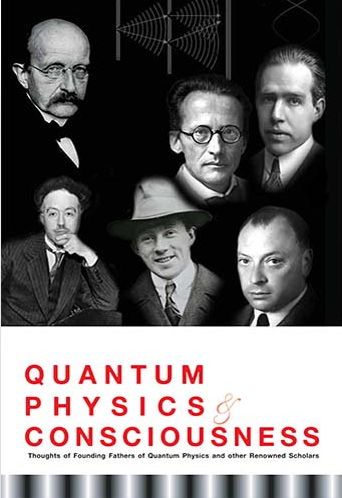 QUANTUM
PHYSICS &
CONSCIOUSNESS
Thoughts of Founding Fathers of Quantum Physics and other Renowned Scholars